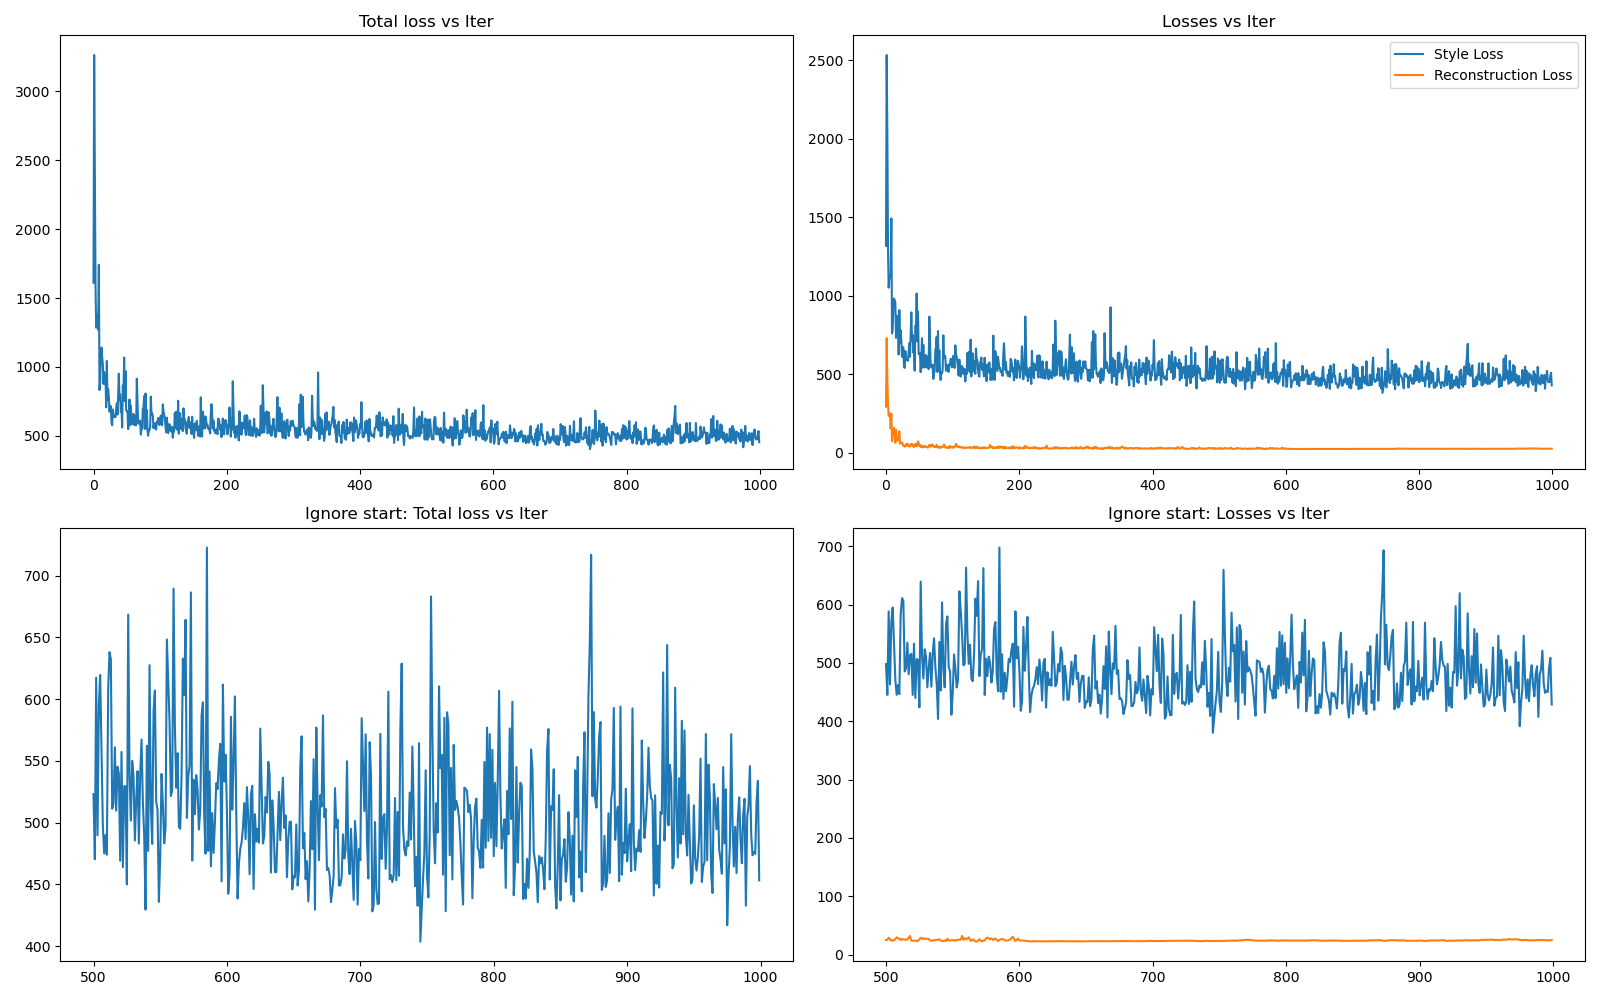 Total loss vs Iter
3000
2500
2000
1500
1000
500
0 200 400 600 800 1000
Losses vs Iter
Style Loss
Reconstruction Loss
2500
2000
1500
1000
500
0
0 200 400 600 800 1000
Ignore start: Total loss vs Iter
700
650
600
550
500
450
400
500 600 700 800 900 1000
Ignore start: Losses vs Iter
700
600
500
400
300
200
100
0
500 600 700 800 900 1000